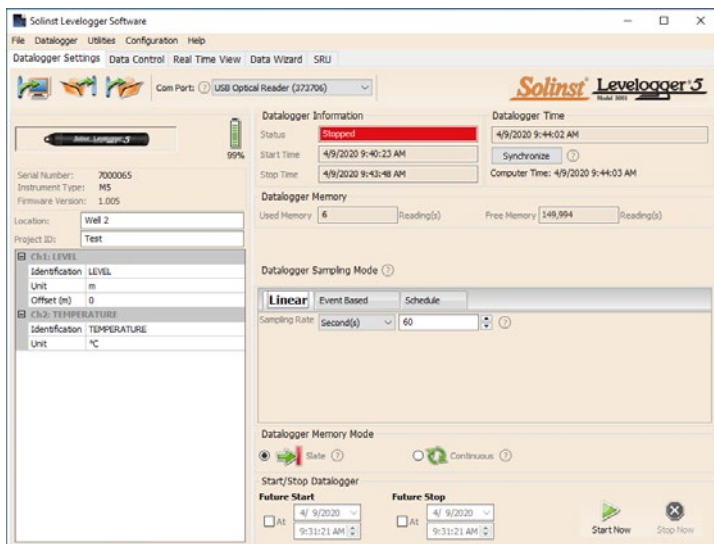 Solinst Levelogger Software
File Datalogger Utilities Configuration Help
Datalogger Settings Data Control Real Time View Data Wizard SRU
Com Port: ? USB Optical Reader (373706)
Solinst Levelogger 5
Model 3001
Datalogger Information
Status Stopped
Start Time 4/9/2020 9:40:23 AM
Stop Time 4/9/2020 9:43:48 AM
Datalogger Time
4/9/2020 9:44:02 AM
Synchronize ?
Computer Time: 4/9/2020 9:44:03 AM
Solinst Levelogger 5
99%
Serial Number: 7000065
Instrument Type: M5
Firmware Version: 1.005
Location: Well 2
Project ID: Test
Ch1: LEVEL
Identification LEVEL
Unit m
Offset (m) 0
Ch2: TEMPERATURE
Identification TEMPERATURE
Unit °C
Datalogger Memory
Used Memory 6 Reading(s) Free Memory 149,994 Reading(s)
Datalogger Sampling Mode ?
Linear Event Based Schedule
Sampling Rate Second(s) 60 ?
Datalogger Memory Mode
Slate ? Continuous ?
Start/Stop Datalogger
Future Start Future Stop
At 4/ 9/2020 At 4/ 9/2020
9:31:21 AM 9:31:21 AM
Start Now Stop Now